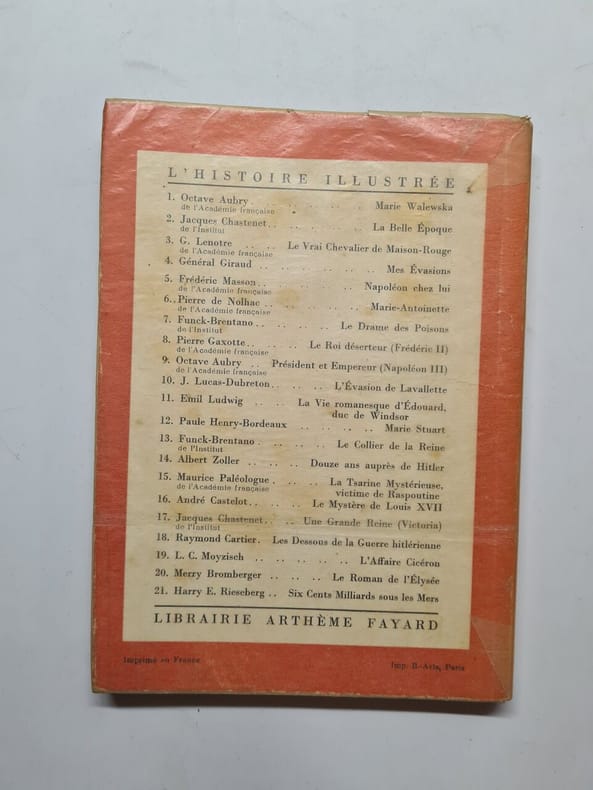 L'HISTOIRE ILLUSTRÉE
1. Octave Aubry . . . . . . Marie Walewska
de l'Académie française
2. Jacques Chastenet . . . . . . La Belle Époque
de l'Institut
3. G. Lenotre . . . . Le Vrai Chevalier de Maison-Rouge
de l'Académie française
4. Général Giraud . . . . . . . . Mes Évasions
5. Frédéric Masson . . . . . . Napoléon chez lui
de l'Académie française
6. Pierre de Nolhac . . . . . . Marie-Antoinette
de l'Académie française
7. Funck-Brentano . . . . . . Le Drame des Poisons
de l'Institut
8. Pierre Gaxotte . . . . Le Roi déserteur (Frédéric II)
de l'Académie française
9. Octave Aubry . . Président et Empereur (Napoléon III)
de l'Académie française
10. J. Lucas-Dubreton . . . . . . L'Évasion de Lavallette
11. Emil Ludwig . . . . La Vie romanesque d'Édouard,
duc de Windsor
12. Paule Henry-Bordeaux . . . . . . Marie Stuart
13. Funck-Brentano . . . . . . Le Collier de la Reine
de l'Institut
14. Albert Zoller . . . . . . Douze ans auprès de Hitler
15. Maurice Paléologue . . . . La Tsarine Mystérieuse,
de l'Académie française victime de Raspoutine
16. André Castelot . . . . Le Mystère de Louis XVII
17. Jacques Chastenet . . . . Une Grande Reine (Victoria)
de l'Institut
18. Raymond Cartier . Les Dessous de la Guerre hitlérienne
19. L. C. Moyzisch . . . . . . . . L'Affaire Cicéron
20. Merry Bromberger . . . . . . Le Roman de l'Élysée
21. Harry E. Rieseberg . . Six Cents Milliards sous les Mers
LIBRAIRIE ARTHÈME FAYARD
Imprimé en France Imp. B.-Arts, Paris